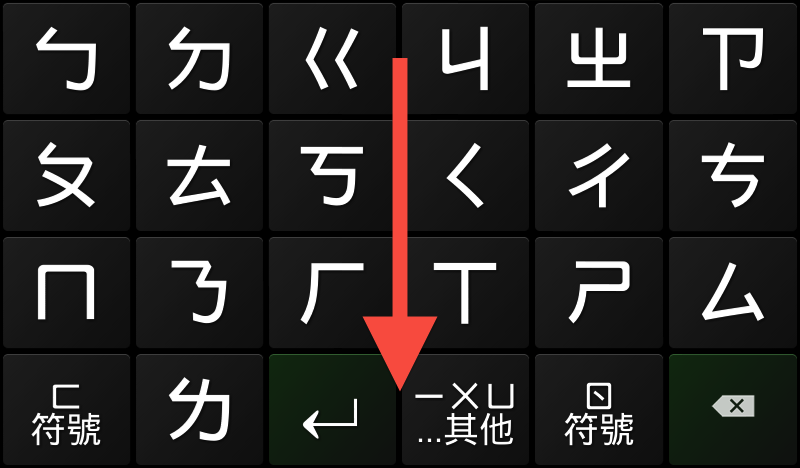 ㄅ ㄉ ㄍ ㄐ ㄓ ㄗ
ㄆ ㄊ ㄎ ㄑ ㄔ ㄘ
ㄇ ㄋ ㄏ ㄒ ㄕ ㄙ
ㄈ ㄌ ㄧㄨㄩ
符號 ...其他 符號